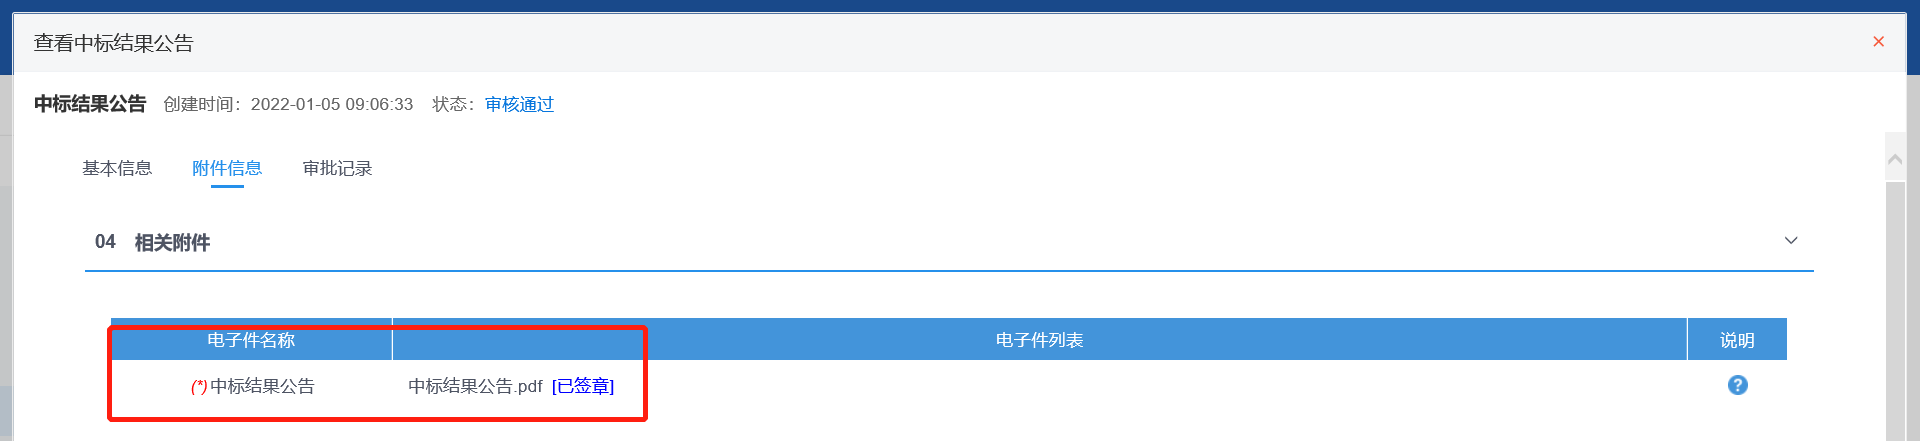 查看中标结果公告
中标结果公告 创建时间：2022-01-05 09:06:33 状态：审核通过
基本信息 附件信息 审批记录
04 相关附件
电子件名称 电子件列表 说明
(*)中标结果公告 中标结果公告.pdf [已签章]